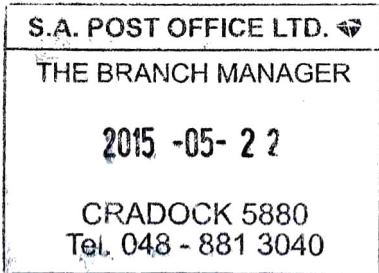 S.A. POST OFFICE LTD.
THE BRANCH MANAGER
2015 -05- 22
CRADOCK 5880
Tel. 048 - 881 3040